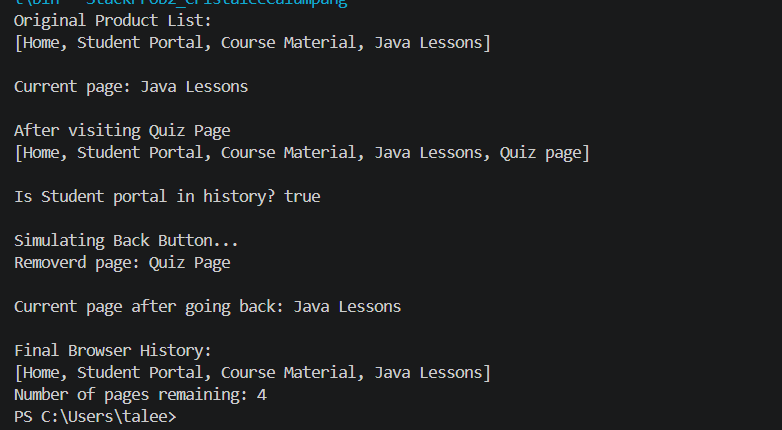 t\bin' 'StackProb2_CristaleeCalumpang'
Original Product List:
[Home, Student Portal, Course Material, Java Lessons]
Current page: Java Lessons
After visiting Quiz Page
[Home, Student Portal, Course Material, Java Lessons, Quiz page]
Is Student portal in history? true
Simulating Back Button...
Removerd page: Quiz Page
Current page after going back: Java Lessons
Final Browser History:
[Home, Student Portal, Course Material, Java Lessons]
Number of pages remaining: 4
PS C:\Users\talee>